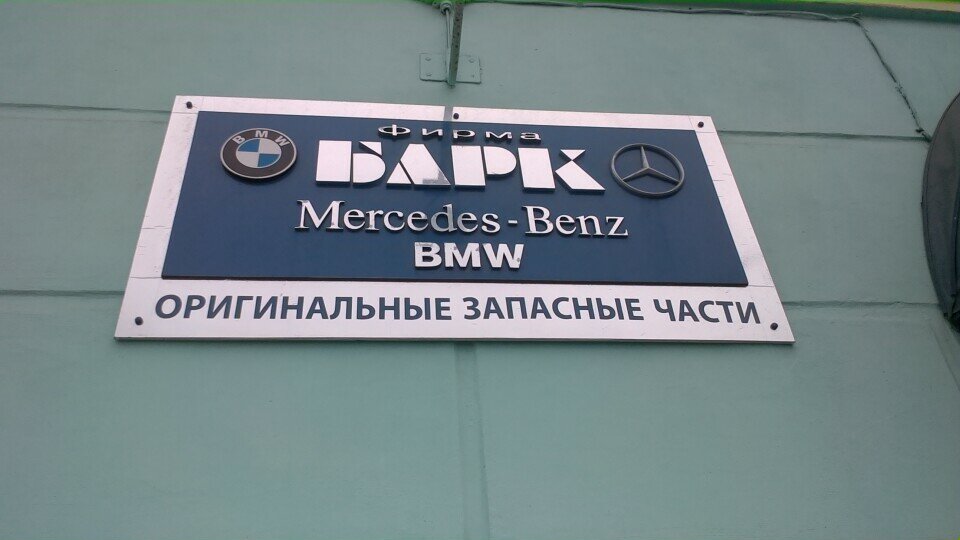 BMW
фирма
БАРК
Mercedes-Benz
BMW
ОРИГИНАЛЬНЫЕ ЗАПАСНЫЕ ЧАСТИ